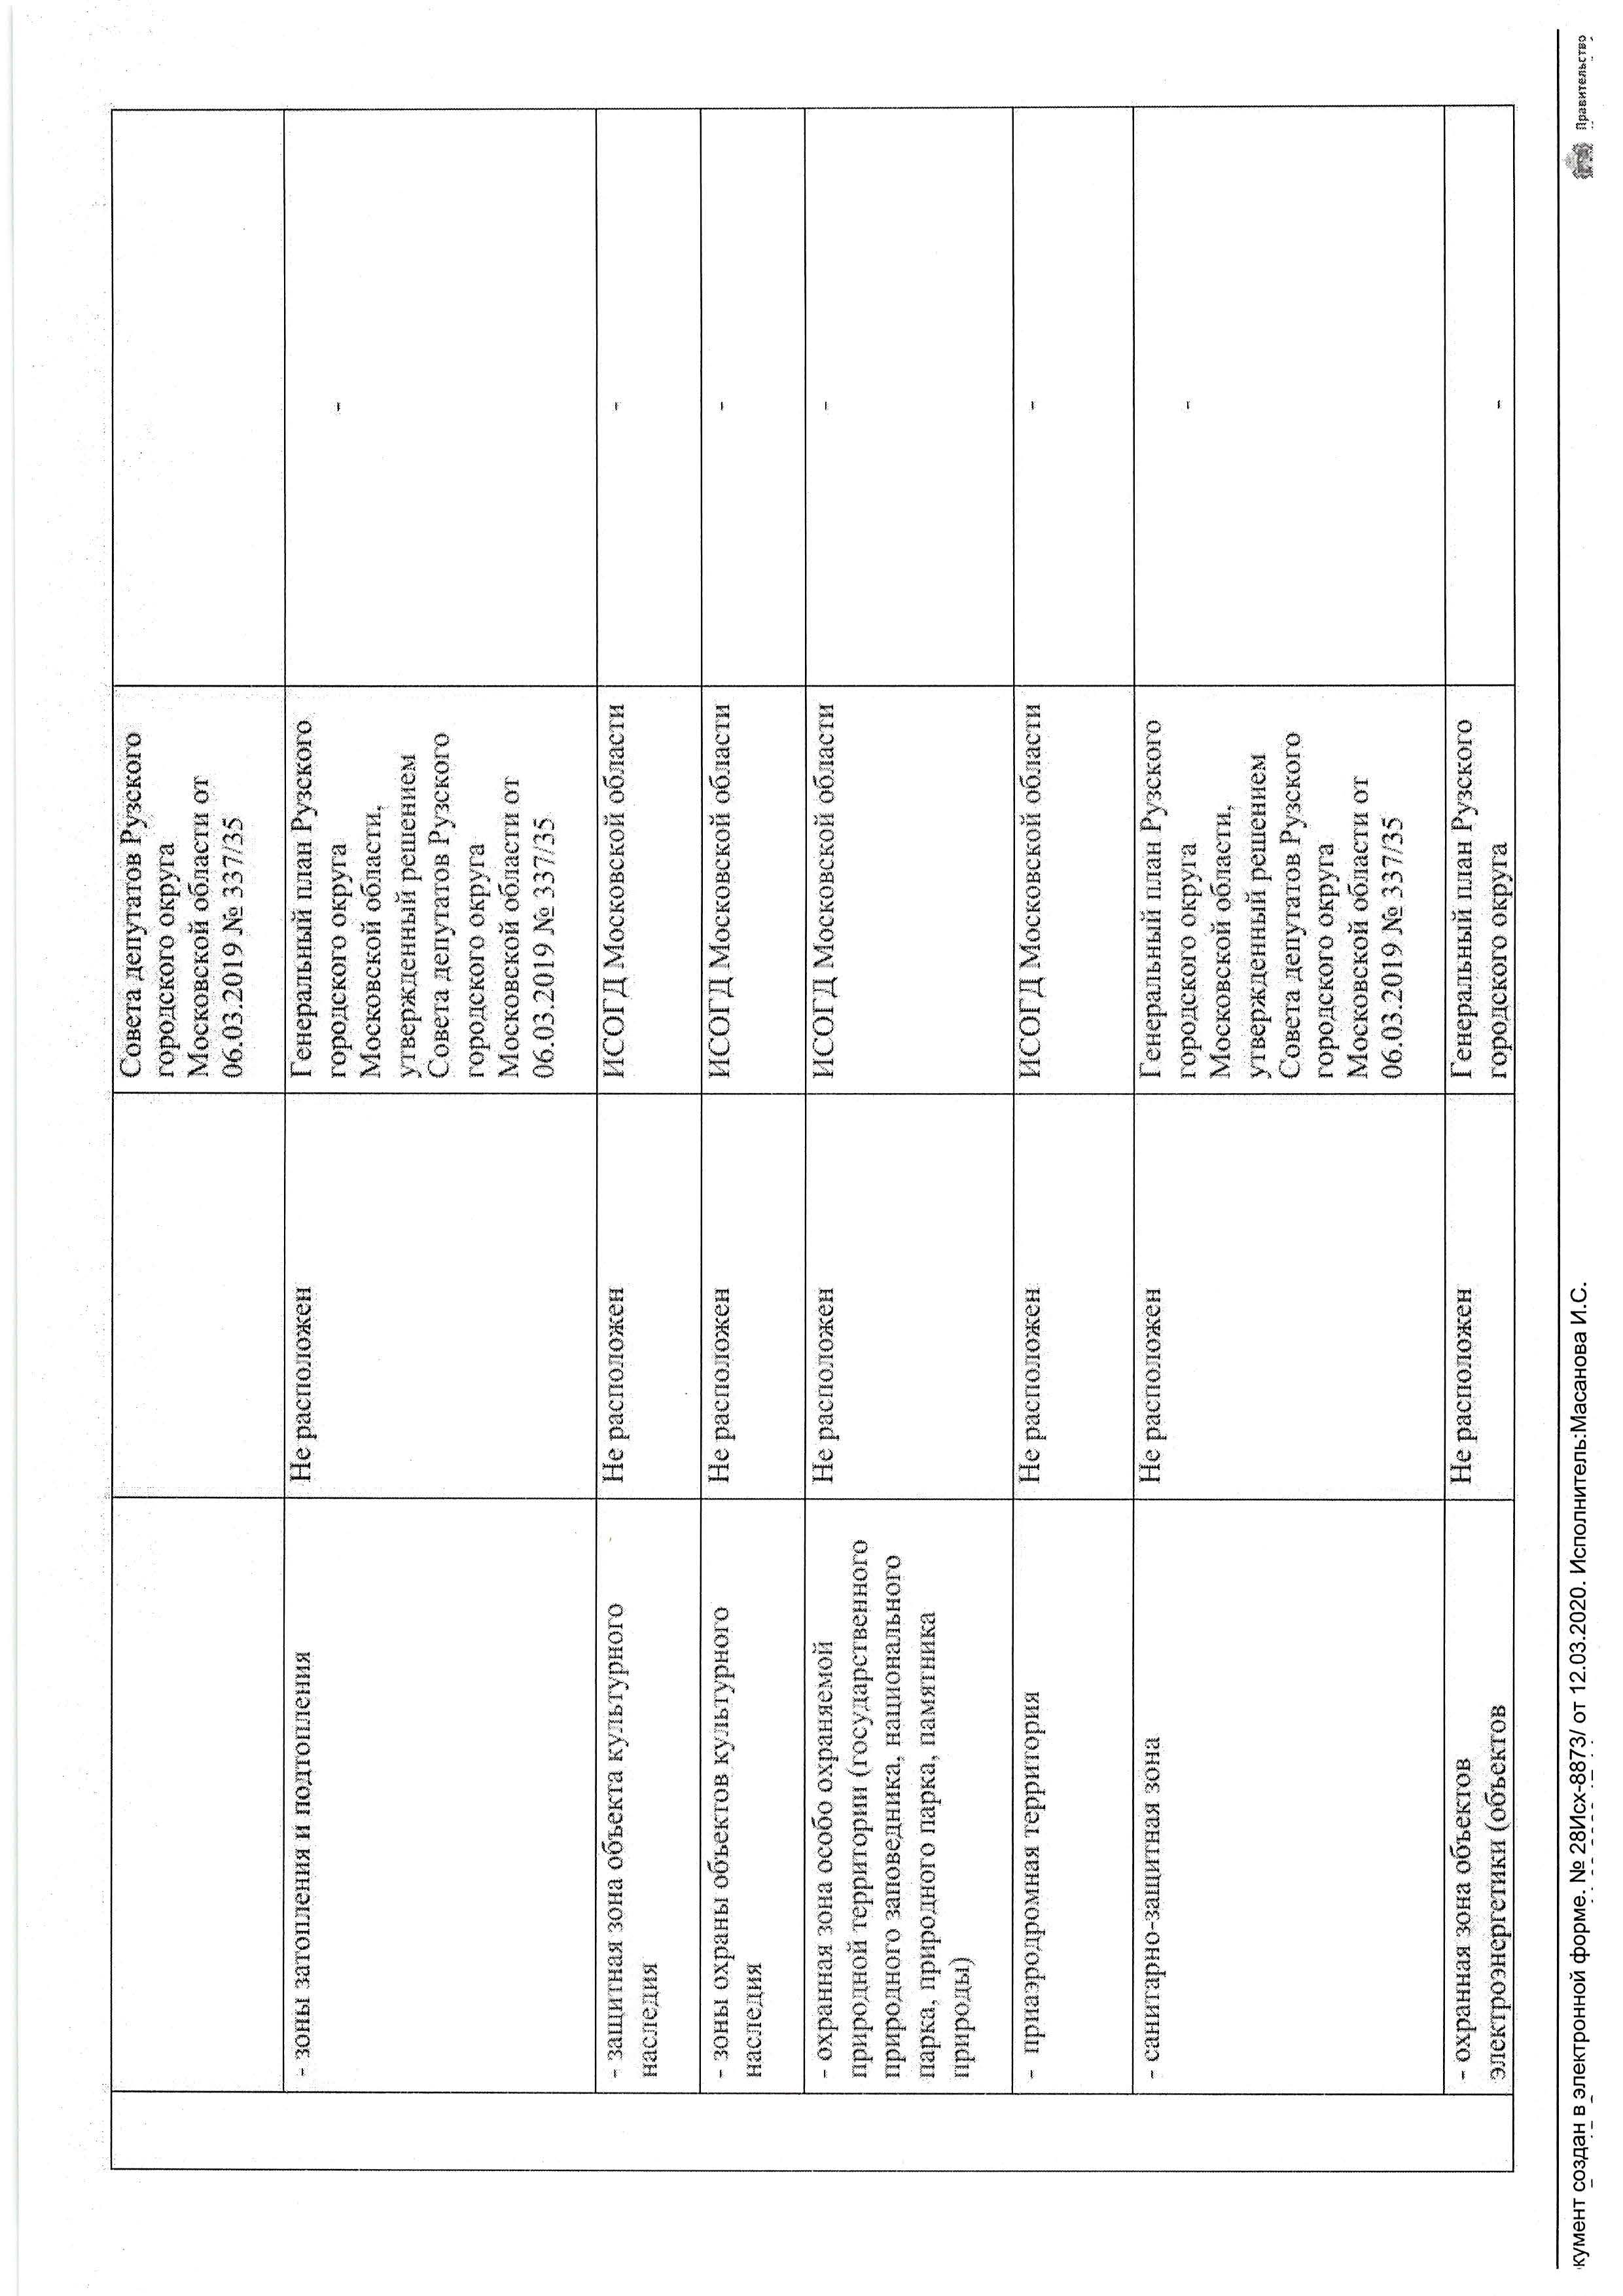 Совета депутатов Рузского
городского округа
Московской области от
06.03.2019 № 337/35
- зоны затопления и подтопления
Не расположен
Генеральный план Рузского
городского округа
Московской области,
утвержденный решением
Совета депутатов Рузского
городского округа
Московской области от
06.03.2019 № 337/35
-
- защитная зона объекта культурного
наследия
Не расположен
ИСОГД Московской области
-
- зоны охраны объектов культурного
наследия
Не расположен
ИСОГД Московской области
-
- охранная зона особо охраняемой
природной территории (государственного
природного заповедника, национального
парка, природного парка, памятника
природы)
Не расположен
ИСОГД Московской области
-
- приаэродромная территория
Не расположен
ИСОГД Московской области
-
- санитарно-защитная зона
Не расположен
Генеральный план Рузского
городского округа
Московской области,
утвержденный решением
Совета депутатов Рузского
городского округа
Московской области от
06.03.2019 № 337/35
-
- охранная зона объектов
электроэнергетики (объектов
Не расположен
Генеральный план Рузского
городского округа
-
кумент создан в электронной форме. № 28Исх-8873/ от 12.03.2020. Исполнитель:Масанова И.С.
Правительство